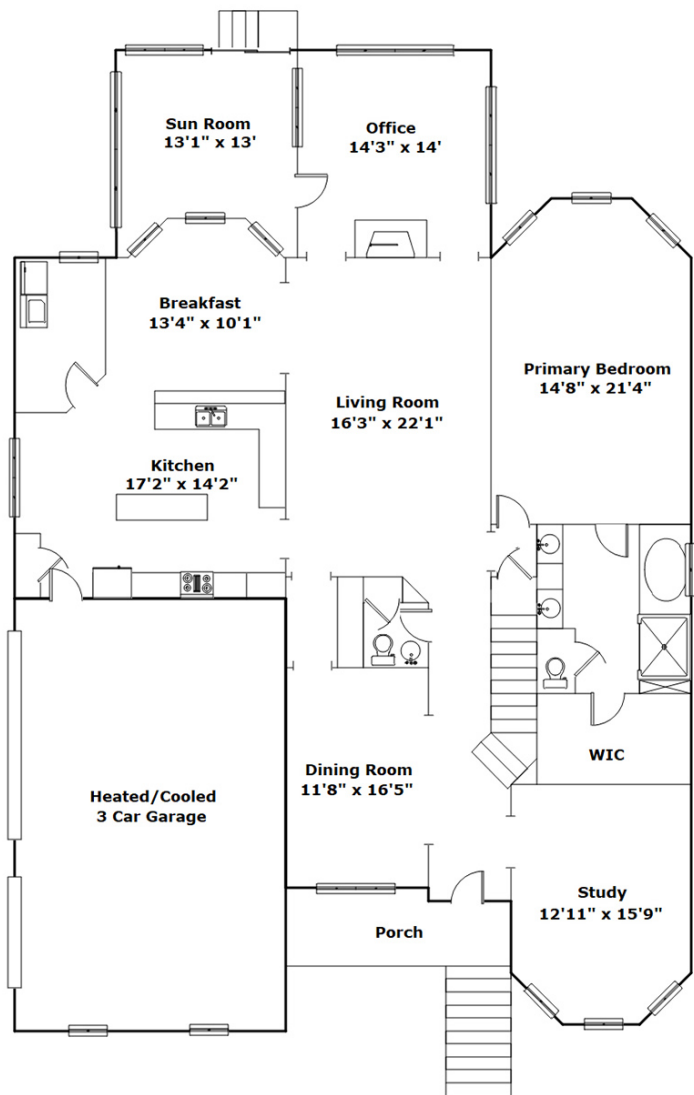 Sun Room
13'1" x 13'
Office
14'3" x 14'
Breakfast
13'4" x 10'1"
Primary Bedroom
14'8" x 21'4"
Living Room
16'3" x 22'1"
Kitchen
17'2" x 14'2"
WIC
Dining Room
11'8" x 16'5"
Heated/Cooled
3 Car Garage
Study
12'11" x 15'9"
Porch